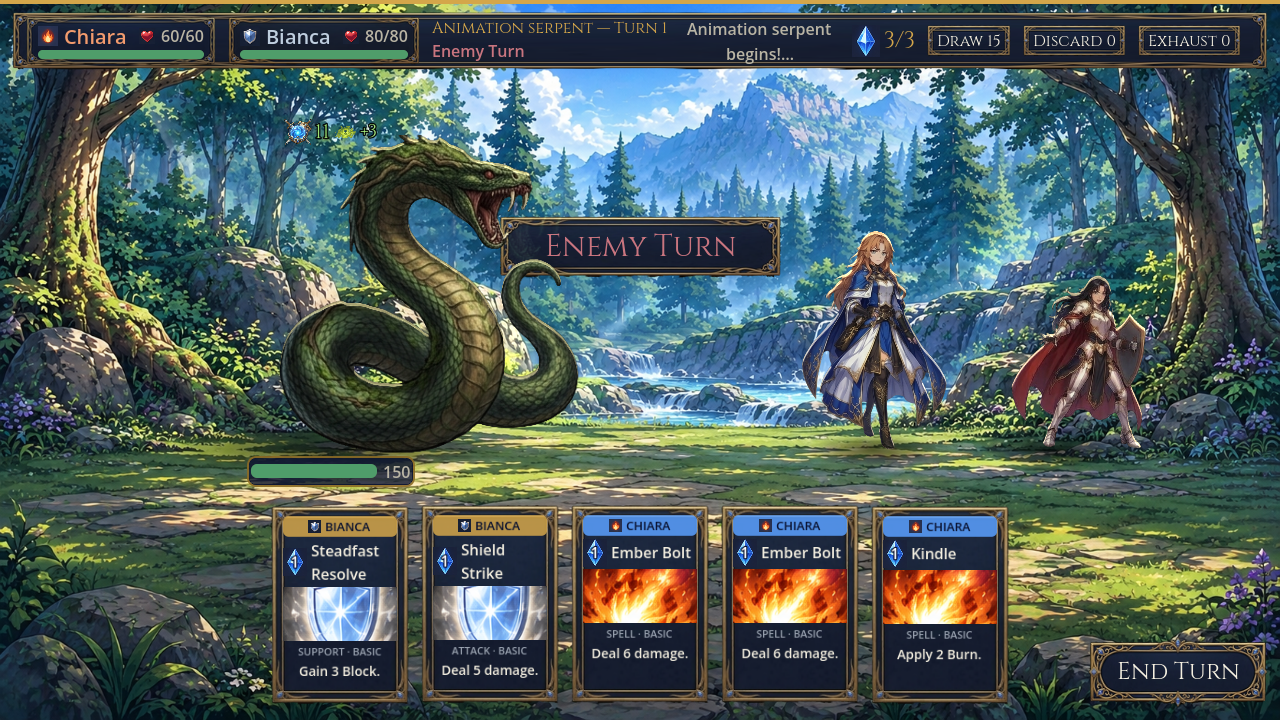 Chiara 60/60
Bianca 80/80
ANIMATION SERPENT — TURN 1
Enemy Turn
Animation serpent
begins!...
3/3
DRAW 15
DISCARD 0
EXHAUST 0
11 +3
ENEMY TURN
150
BIANCA
1 Steadfast
Resolve
SUPPORT · BASIC
Gain 3 Block.
BIANCA
1 Shield
Strike
ATTACK · BASIC
Deal 5 damage.
CHIARA
1 Ember Bolt
SPELL · BASIC
Deal 6 damage.
CHIARA
1 Ember Bolt
SPELL · BASIC
Deal 6 damage.
CHIARA
1 Kindle
SPELL · BASIC
Apply 2 Burn.
END TURN